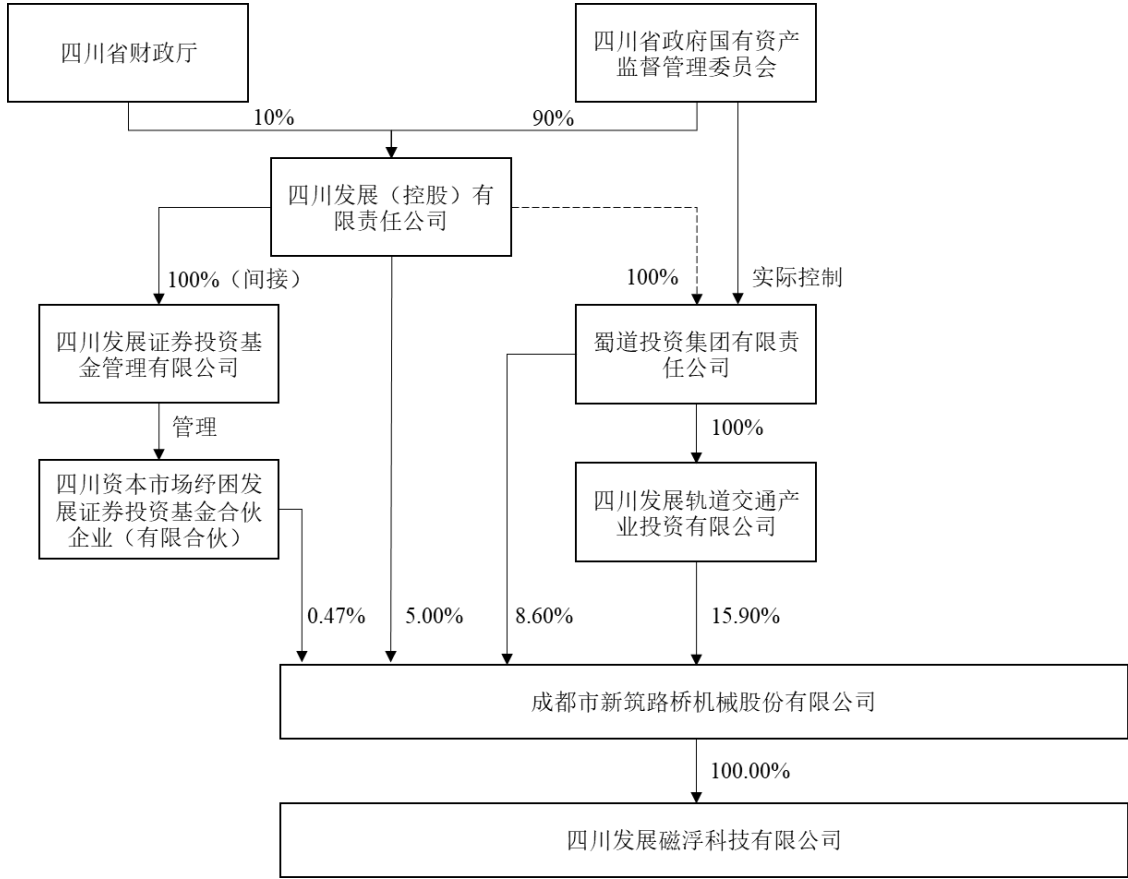 四川省财政厅
四川省政府国有资产
监督管理委员会
10%
90%
四川发展（控股）有
限责任公司
100%（间接）
100%
实际控制
四川发展证券投资基
金管理有限公司
蜀道投资集团有限责
任公司
管理
100%
四川资本市场纾困发
展证券投资基金合伙
企业（有限合伙）
四川发展轨道交通产
业投资有限公司
0.47%
5.00%
8.60%
15.90%
成都市新筑路桥机械股份有限公司
100.00%
四川发展磁浮科技有限公司